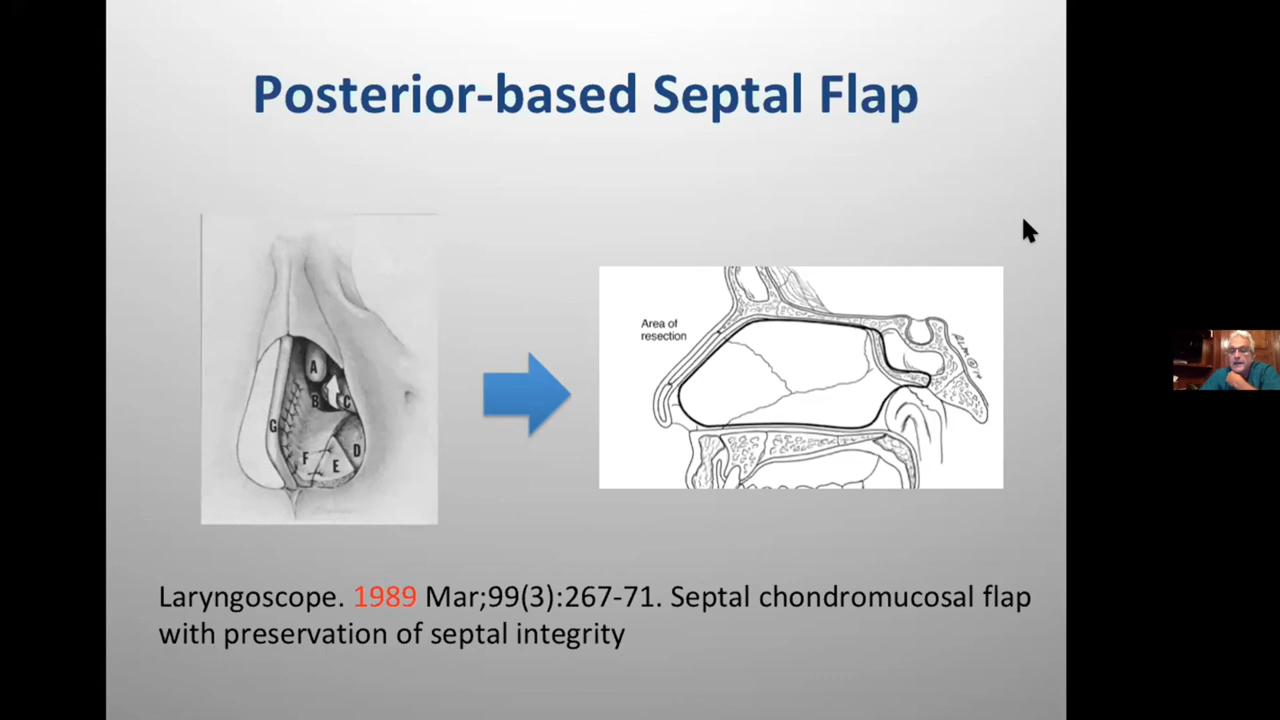 Posterior-based Septal Flap
A
B
C
G
D
F
E
Area of
resection
Laryngoscope. 1989 Mar;99(3):267-71. Septal chondromucosal flap
with preservation of septal integrity